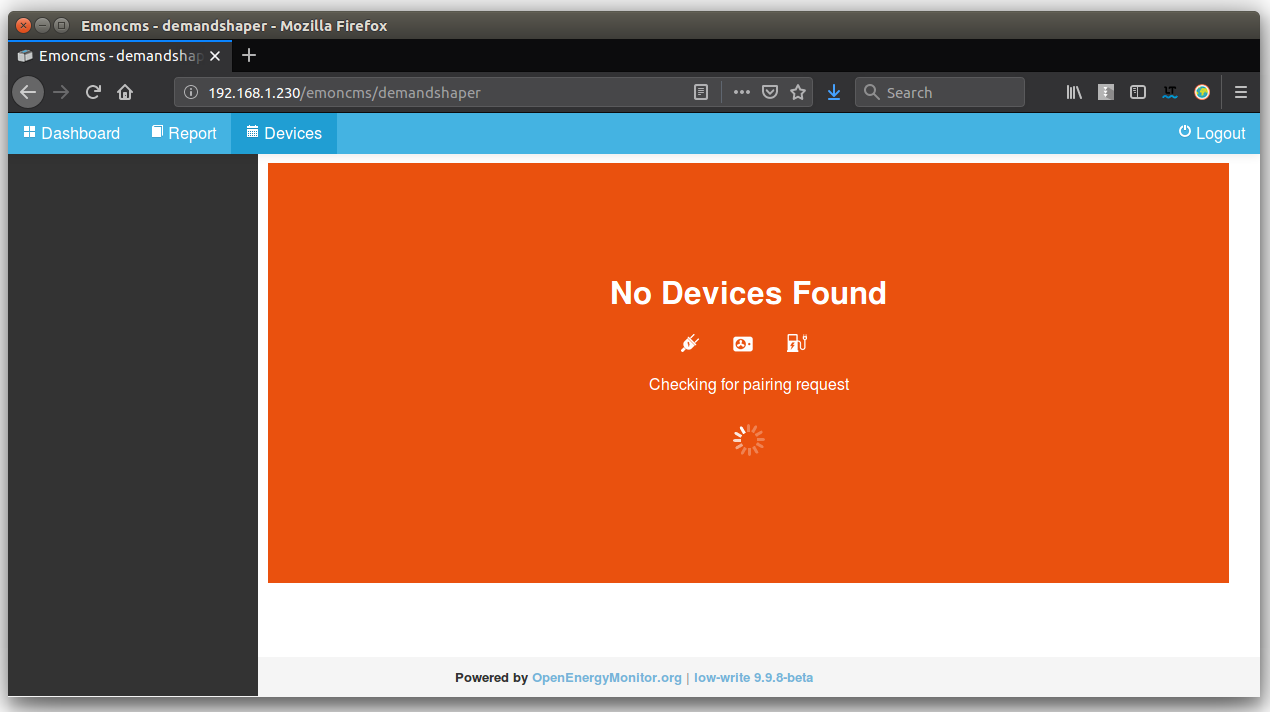 Emoncms - demandshaper - Mozilla Firefox
Emoncms - demandshap
192.168.1.230/emoncms/demandshaper
Search
Dashboard Report Devices Logout
No Devices Found
Checking for pairing request
Powered by OpenEnergyMonitor.org | low-write 9.9.8-beta